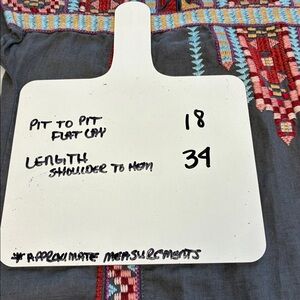 PIT TO PIT 18
FLAT LAY
LENGTH 34
SHOULDER TO HEM
*APPROXIMATE MEASUREMENTS